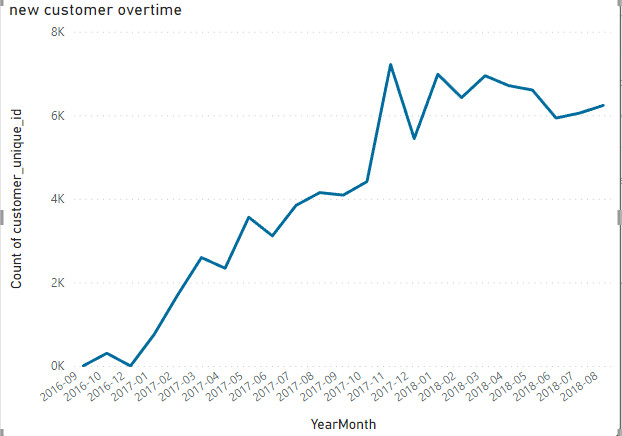 new customer overtime
8K
6K
4K
2K
0K
Count of customer_unique_id
2016-09
2016-10
2016-12
2017-01
2017-02
2017-03
2017-04
2017-05
2017-06
2017-07
2017-08
2017-09
2017-10
2017-11
2017-12
2018-01
2018-02
2018-03
2018-04
2018-05
2018-06
2018-07
2018-08
YearMonth